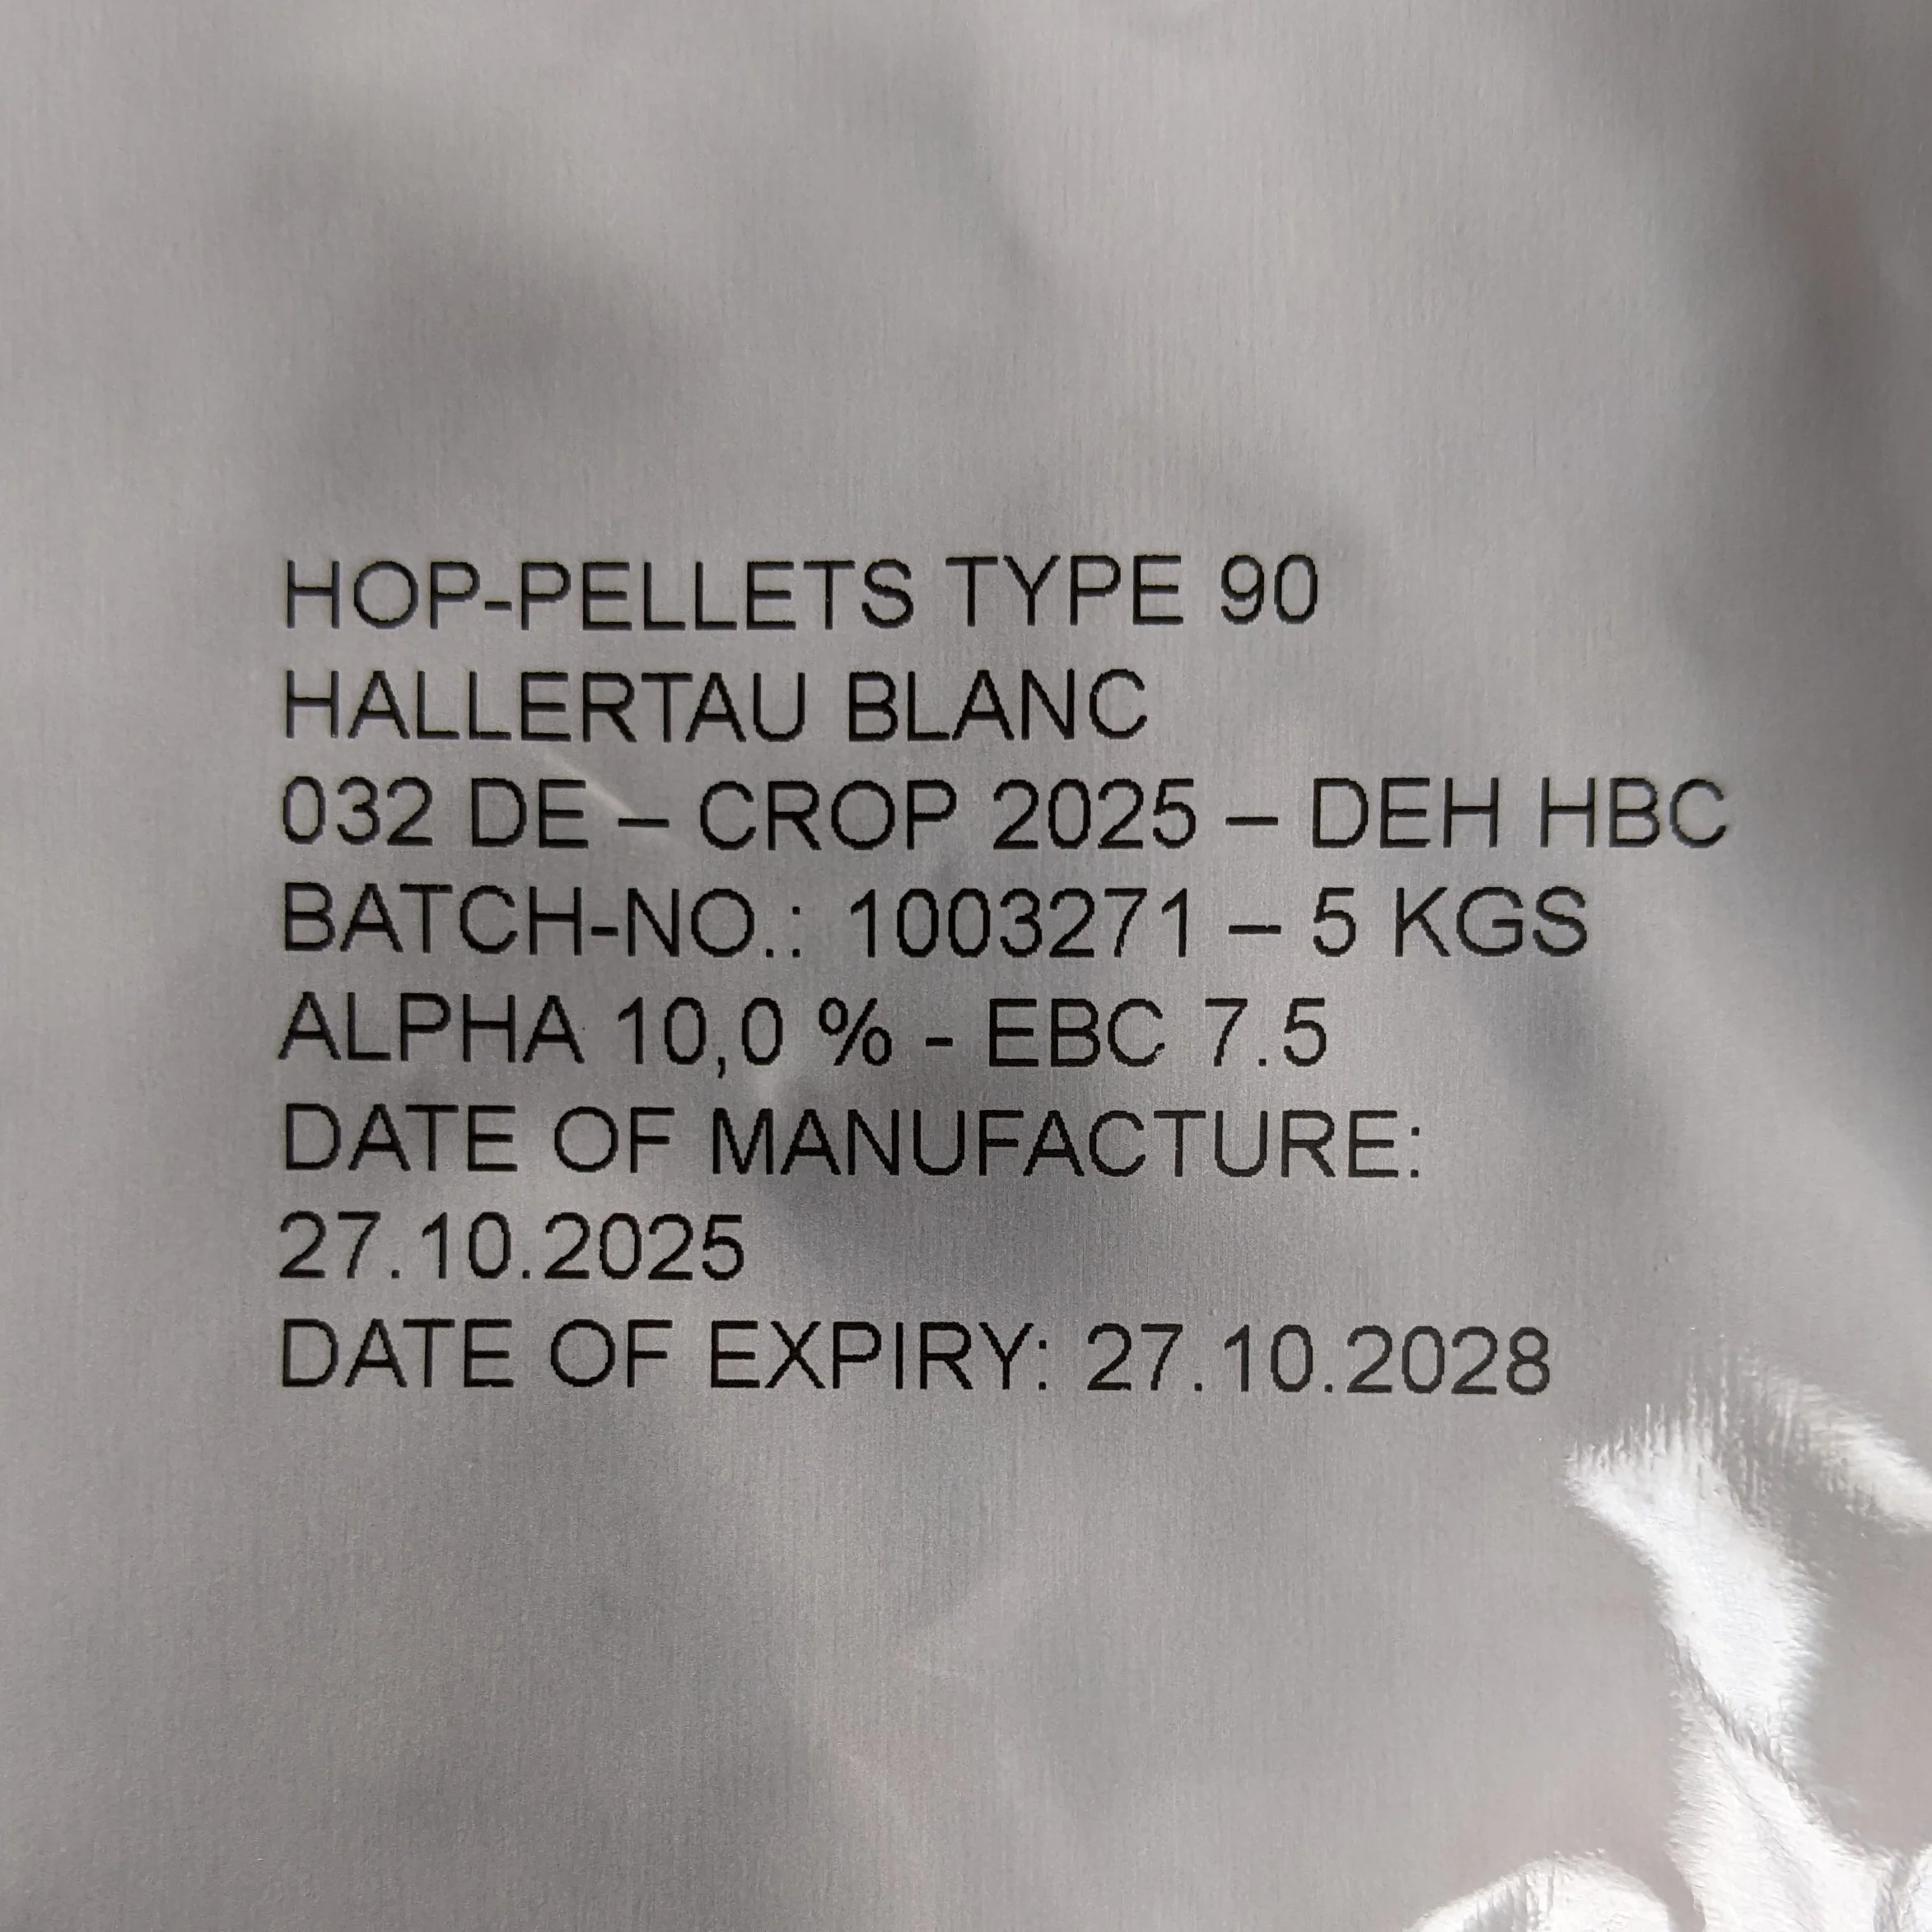 HOP-PELLETS TYPE 90
HALLERTAU BLANC
032 DE – CROP 2025 – DEH HBC
BATCH-NO.: 1003271 – 5 KGS
ALPHA 10,0 % - EBC 7.5
DATE OF MANUFACTURE:
27.10.2025
DATE OF EXPIRY: 27.10.2028